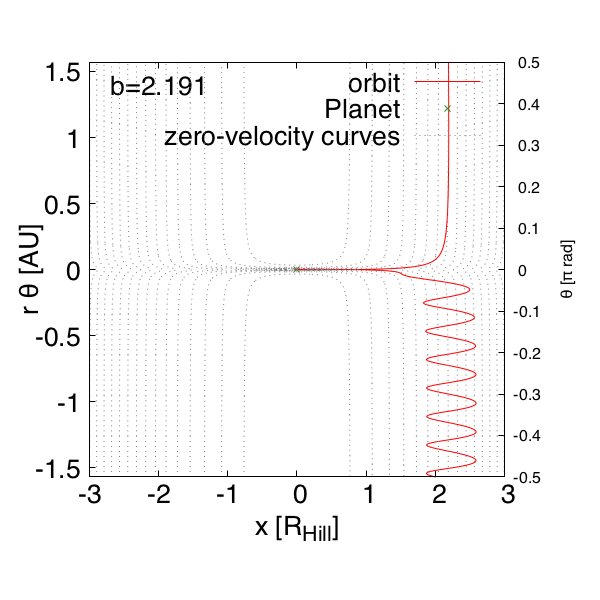 b=2.191
orbit
Planet
zero-velocity curves
r θ [AU]
1.5
1
0.5
0
-0.5
-1
-1.5
0.5
0.4
0.3
0.2
0.1
0
-0.1
-0.2
-0.3
-0.4
-0.5
θ [π rad]
-3 -2 -1 0 1 2 3
x [R_Hill]